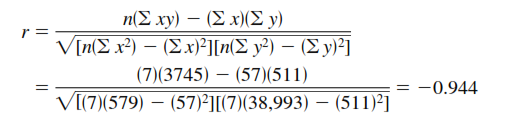 r = n(Σ xy) − (Σ x)(Σ y) / √[n(Σ x²) − (Σ x)²][n(Σ y²) − (Σ y)²]
= (7)(3745) − (57)(511) / √[(7)(579) − (57)²][(7)(38,993) − (511)²] = −0.944